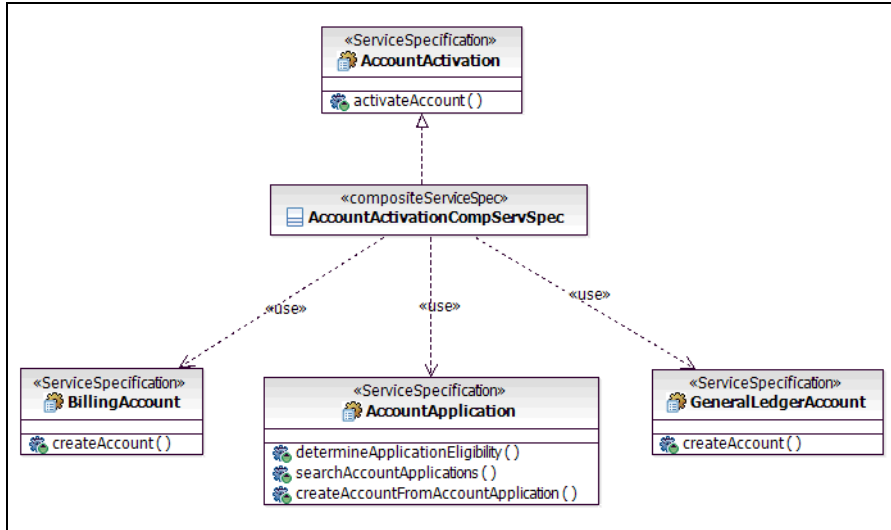 «ServiceSpecification»
AccountActivation
activateAccount ( )
«compositeServiceSpec»
AccountActivationCompServSpec
«use»
«use»
«use»
«ServiceSpecification»
BillingAccount
createAccount ( )
«ServiceSpecification»
AccountApplication
determineApplicationEligibility ( )
searchAccountApplications ( )
createAccountFromAccountApplication ( )
«ServiceSpecification»
GeneralLedgerAccount
createAccount ( )